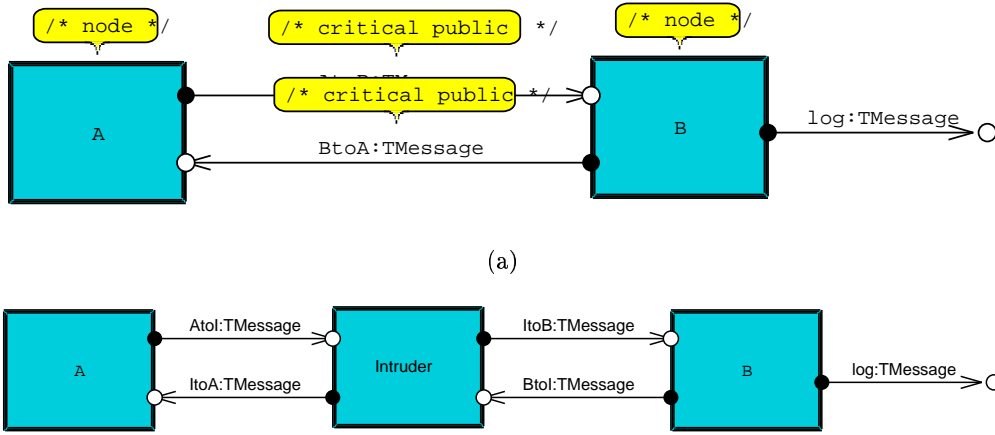 /* node */
/* critical public */
/* node */
/* critical public */
A
B
log:TMessage
BtoA:TMessage
(a)
AtoI:TMessage
ItoB:TMessage
A
Intruder
B
log:TMessage
ItoA:TMessage
BtoI:TMessage